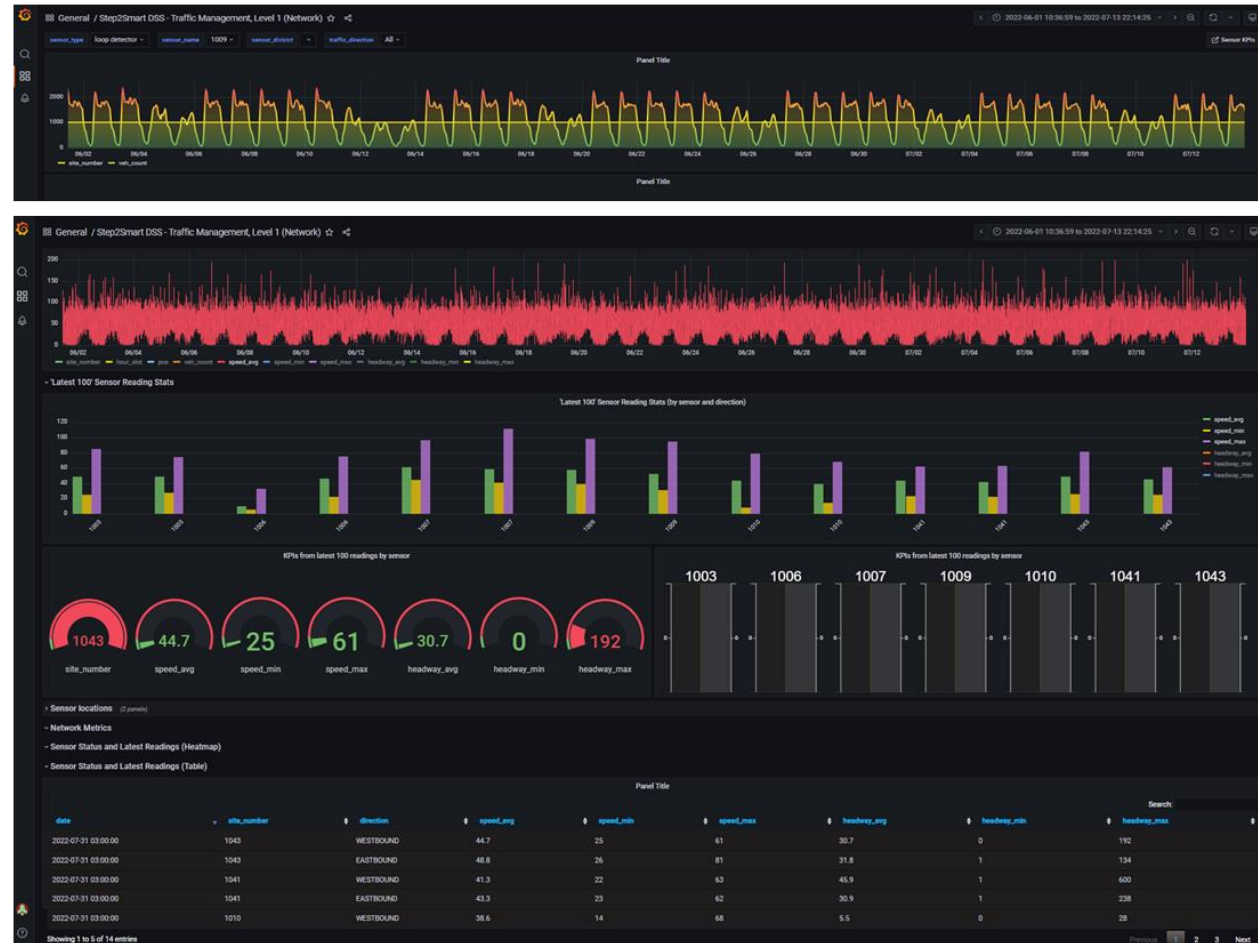 General / Step2Smart DSS - Traffic Management, Level 1 (Network)
2022-06-01 10:36:59 to 2022-07-13 22:14:25
sensor_type loop detector sensor_name 1009 sensor_district traffic_direction All
Sensor KPIs
Panel Title
2000
1000
0
06/02 06/04 06/06 06/08 06/10 06/12 06/14 06/16 06/18 06/20 06/22 06/24 06/26 06/28 06/30 07/02 07/04 07/06 07/08 07/10 07/12
site_number veh_count
Panel Title
General / Step2Smart DSS - Traffic Management, Level 1 (Network)
2022-06-01 10:36:59 to 2022-07-13 22:14:25
200
150
100
50
0
06/02 06/04 06/06 06/08 06/10 06/12 06/14 06/16 06/18 06/20 06/22 06/24 06/26 06/28 06/30 07/02 07/04 07/06 07/08 07/10 07/12
site_number hour_slot pce veh_count speed_avg speed_min speed_max headway_avg headway_min headway_max
'Latest 100' Sensor Reading Stats
'Latest 100' Sensor Reading Stats (by sensor and direction)
120
100
80
60
40
20
0
speed_avg
speed_min
speed_max
headway_avg
headway_min
headway_max
1003 1003 1006 1006 1007 1007 1009 1009 1010 1010 1041 1041 1043 1043
KPIs from latest 100 readings by sensor
1043 44.7 25 61 30.7 0 192
site_number speed_avg speed_min speed_max headway_avg headway_min headway_max
KPIs from latest 100 readings by sensor
1003 1006 1007 1009 1010 1041 1043
Sensor locations (2 panels)
Network Metrics
Sensor Status and Latest Readings (Heatmap)
Sensor Status and Latest Readings (Table)
Panel Title
Search:
date site_number direction speed_avg speed_min speed_max headway_avg headway_min headway_max
2022-07-31 03:00:00 1043 WESTBOUND 44.7 25 61 30.7 0 192
2022-07-31 03:00:00 1043 EASTBOUND 48.8 26 81 31.8 1 134
2022-07-31 03:00:00 1041 WESTBOUND 41.3 22 63 45.9 1 600
2022-07-31 03:00:00 1041 EASTBOUND 43.3 23 62 30.9 1 238
2022-07-31 03:00:00 1010 WESTBOUND 38.6 14 68 5.5 0 28
Showing 1 to 5 of 14 entries
Previous 1 2 3 Next